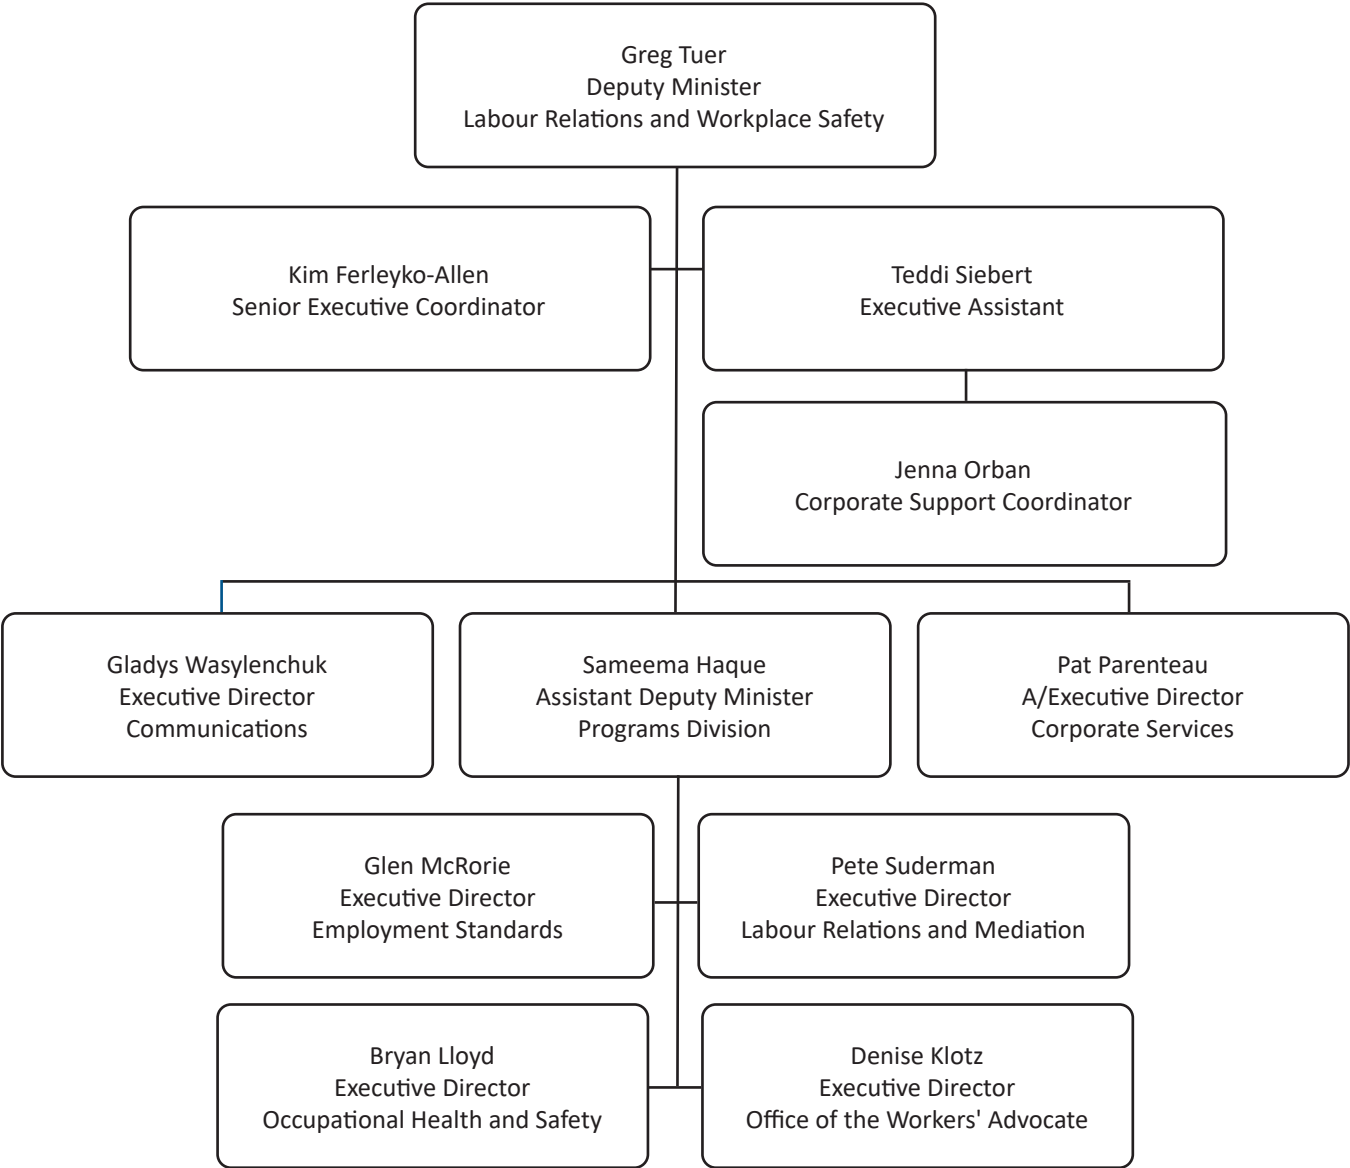 Greg Tuer
Deputy Minister
Labour Relations and Workplace Safety
Kim Ferleyko-Allen
Senior Executive Coordinator
Teddi Siebert
Executive Assistant
Jenna Orban
Corporate Support Coordinator
Gladys Wasylenchuk
Executive Director
Communications
Sameema Haque
Assistant Deputy Minister
Programs Division
Pat Parenteau
A/Executive Director
Corporate Services
Glen McRorie
Executive Director
Employment Standards
Pete Suderman
Executive Director
Labour Relations and Mediation
Bryan Lloyd
Executive Director
Occupational Health and Safety
Denise Klotz
Executive Director
Office of the Workers' Advocate